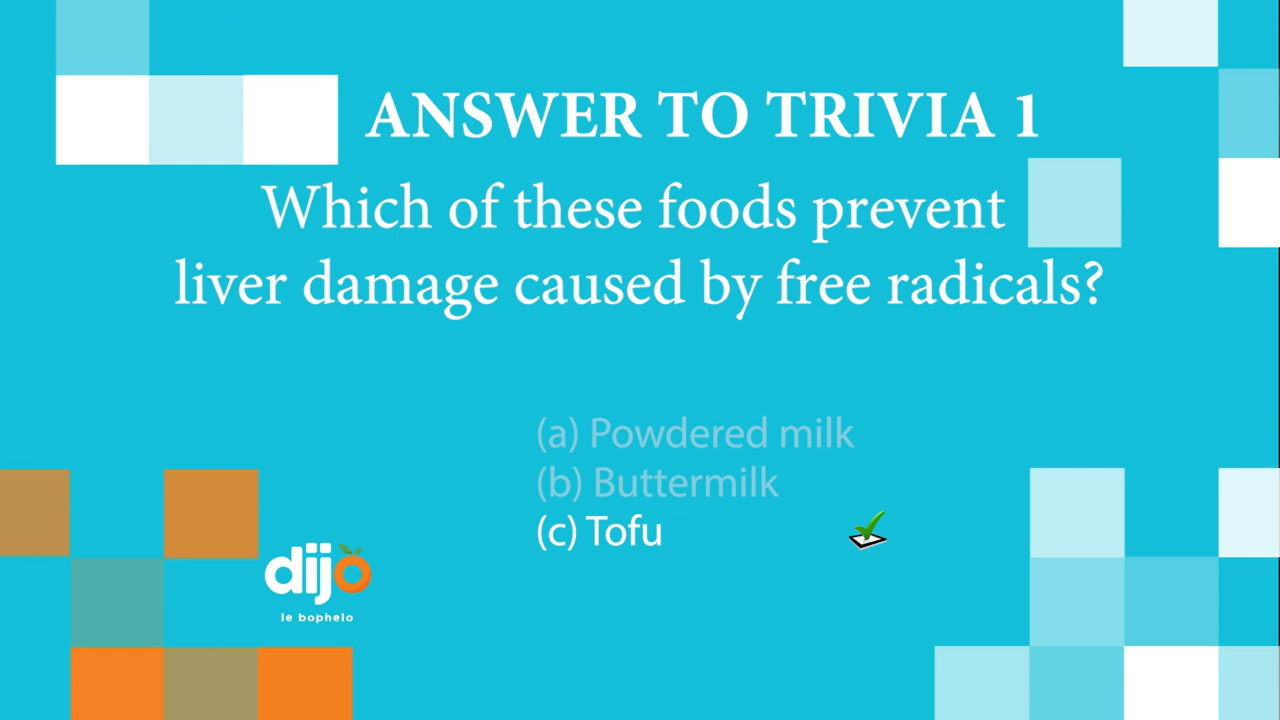 ANSWER TO TRIVIA 1
Which of these foods prevent
liver damage caused by free radicals?
(a) Powdered milk
(b) Buttermilk
(c) Tofu
dijo
le bophelo